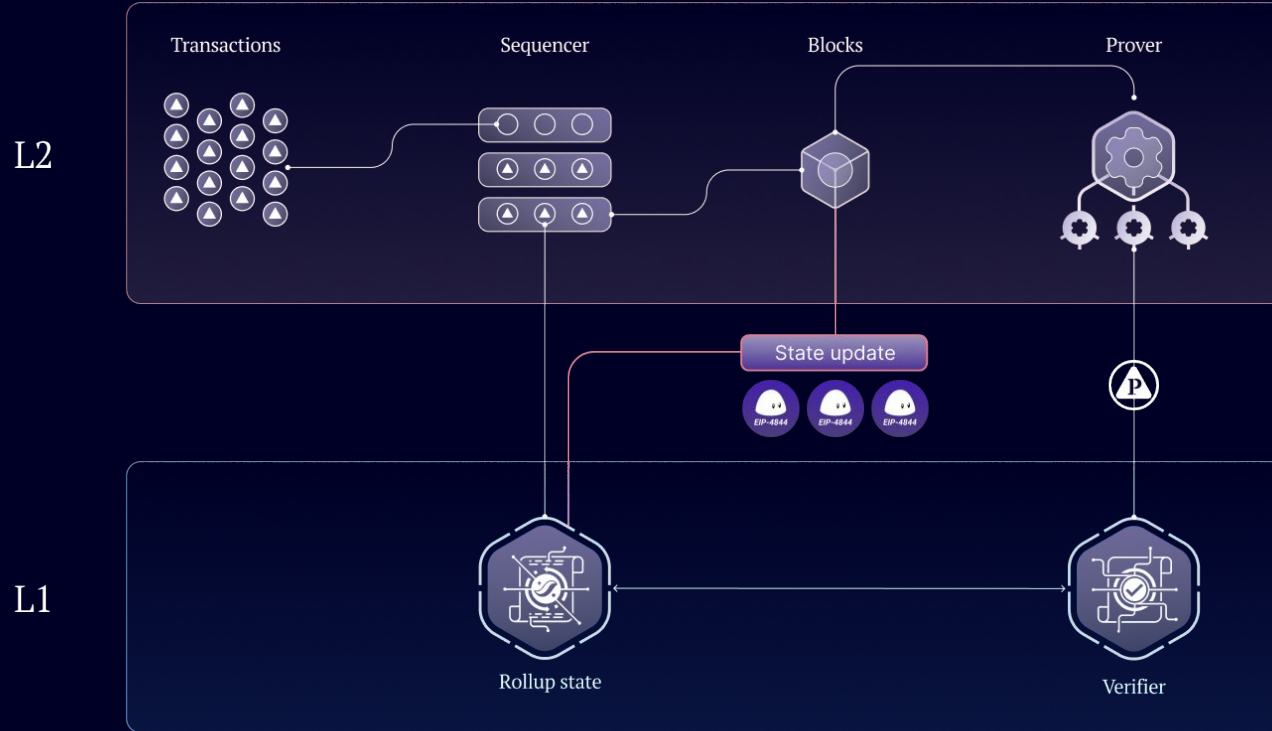 Transactions
Sequencer
Blocks
Prover
L2
State update
P
EIP-4844
EIP-4844
EIP-4844
L1
Rollup state
Verifier